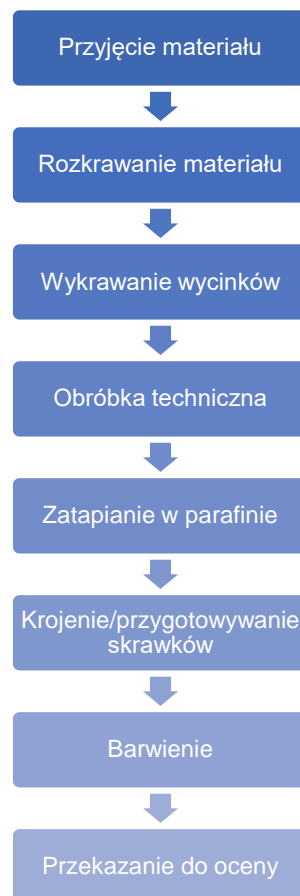 Przyjęcie materiału
Rozkrawanie materiału
Wykrawanie wycinków
Obróbka techniczna
Zatapianie w parafinie
Krojenie/przygotowywanie
skrawków
Barwienie
Przekazanie do oceny